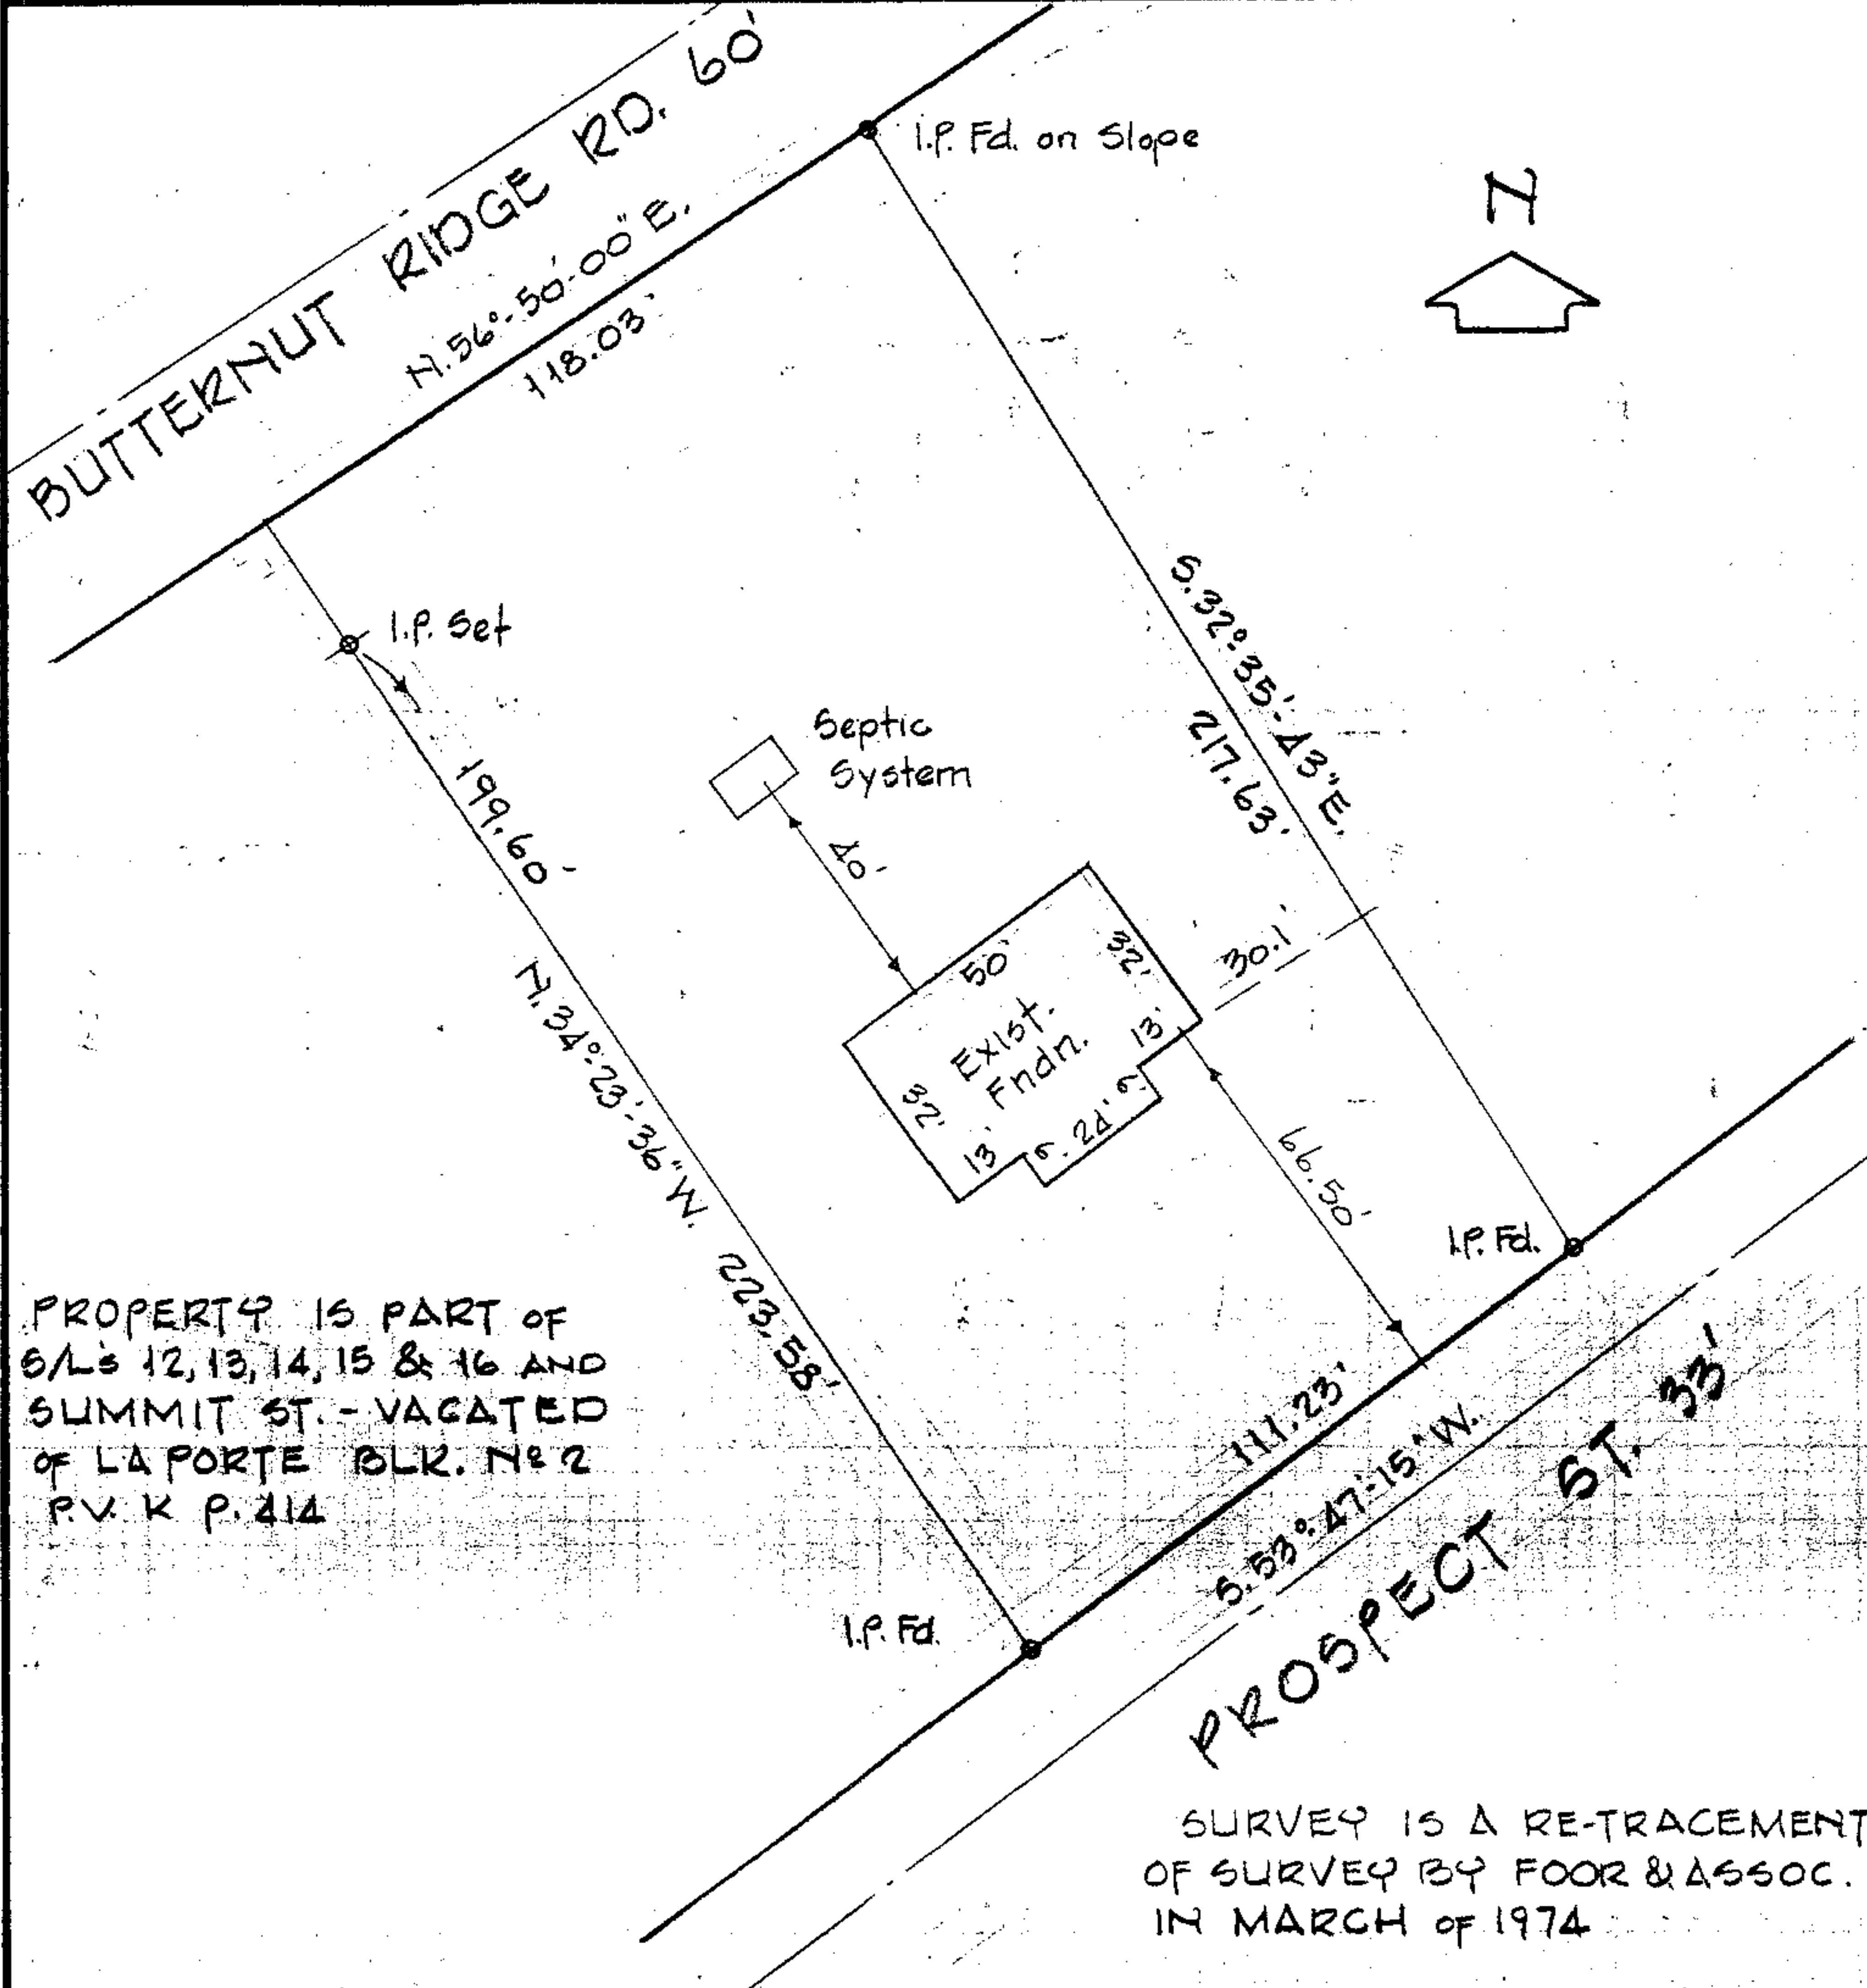 BUTTERNUT RIDGE RD. 60'
N.56°-50'-00"E.
118.03'
I.P. Fd. on Slope
N
I.P. Set
199.60'
Septic
System
40'
S.32°-35'-43"E.
217.63'
50'
32'
30.1'
Exist.
Fndn.
13'
32'
13'
6'
24'
6'
66.50'
N.34°-23'-36"W. 223.58'
I.P. Fd.
111.23'
S.53°-47'-15"W.
PROSPECT ST. 33'
I.P. Fd.
PROPERTY IS PART OF
S/L's 12, 13, 14, 15 & 16 AND
SUMMIT ST. - VACATED
OF LA PORTE BLK. Nº 2
P.V. K P. 414
SURVEY IS A RE-TRACEMENT
OF SURVEY BY FOOR & ASSOC.
IN MARCH OF 1974